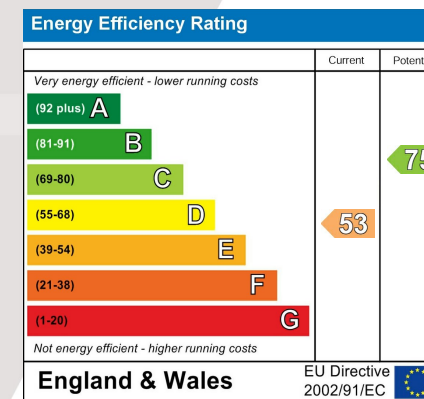 Energy Efficiency Rating
Current Potent
Very energy efficient - lower running costs
(92 plus) A
(81-91) B
(69-80) C
(55-68) D
(39-54) E
(21-38) F
(1-20) G
53
75
Not energy efficient - higher running costs
England & Wales
EU Directive
2002/91/EC